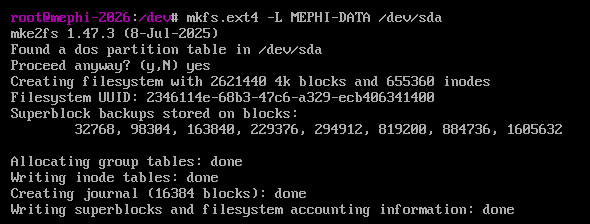 root@mephi-2026:/dev# mkfs.ext4 -L MEPHI-DATA /dev/sda
mke2fs 1.47.3 (8-Jul-2025)
Found a dos partition table in /dev/sda
Proceed anyway? (y,N) yes
Creating filesystem with 2621440 4k blocks and 655360 inodes
Filesystem UUID: 2346114e-68b3-47c6-a329-ecb406341400
Superblock backups stored on blocks:
        32768, 98304, 163840, 229376, 294912, 819200, 884736, 1605632

Allocating group tables: done
Writing inode tables: done
Creating journal (16384 blocks): done
Writing superblocks and filesystem accounting information: done